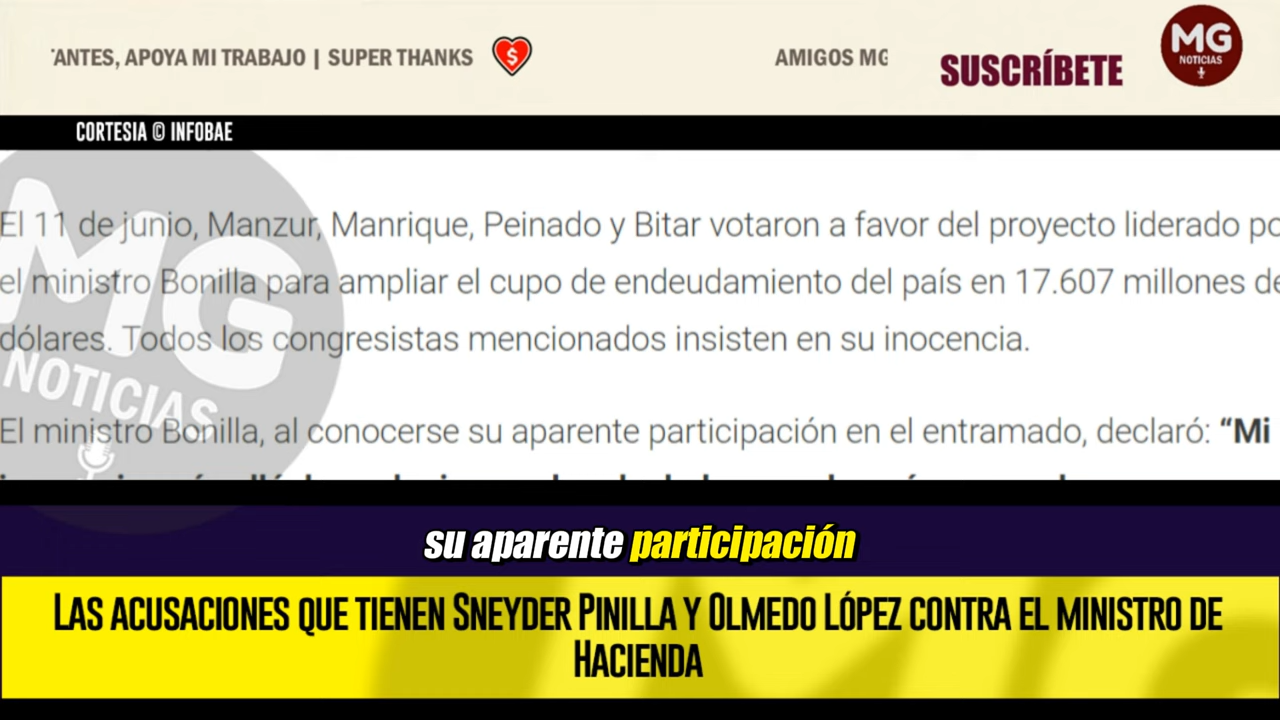 'ANTES, APOYA MI TRABAJO | SUPER THANKS
AMIGOS MG
SUSCRÍBETE
MG
NOTICIAS
CORTESIA © INFOBAE
El 11 de junio, Manzur, Manrique, Peinado y Bitar votaron a favor del proyecto liderado po
el ministro Bonilla para ampliar el cupo de endeudamiento del país en 17.607 millones de
dólares. Todos los congresistas mencionados insisten en su inocencia.
MG
NOTICIAS
El ministro Bonilla, al conocerse su aparente participación en el entramado, declaró: “Mi
su aparente participación
LAS ACUSACIONES QUE TIENEN SNEYDER PINILLA Y OLMEDO LÓPEZ CONTRA EL MINISTRO DE
HACIENDA